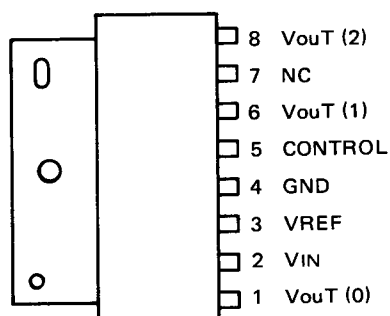 8 VouT (2)
7 NC
6 VouT (1)
5 CONTROL
4 GND
3 VREF
2 VIN
1 VouT (0)